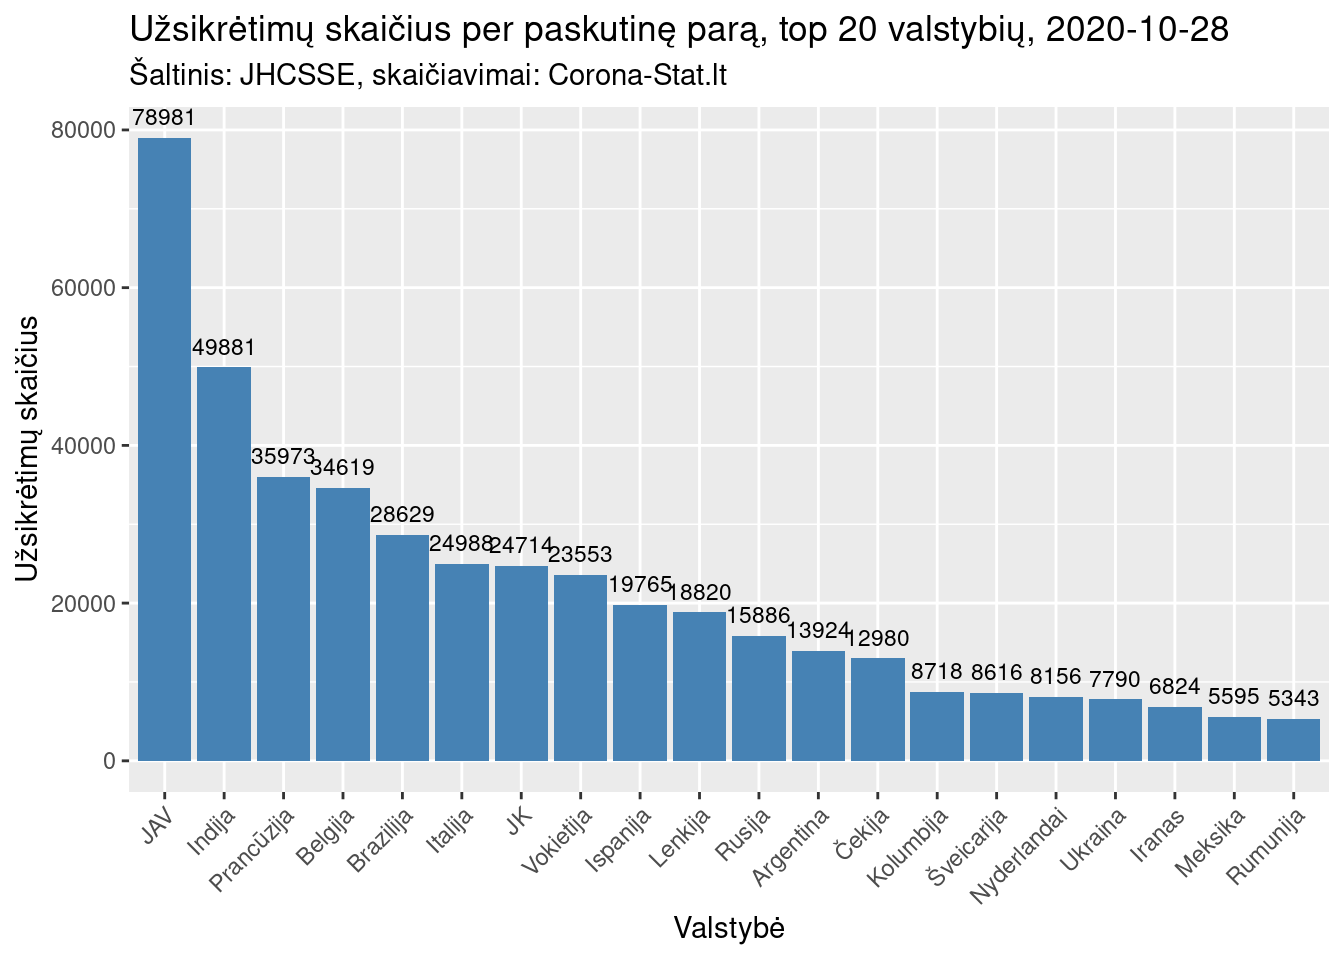 Užsikrėtimų skaičius per paskutinę parą, top 20 valstybių, 2020-10-28
Šaltinis: JHCSSE, skaičiavimai: Corona-Stat.lt
Užsikrėtimų skaičius
80000
60000
40000
20000
0
78981
49881
35973
34619
28629
24988
24714
23553
19765
18820
15886
13924
12980
8718
8616
8156
7790
6824
5595
5343
JAV
Indija
Prancūzija
Belgija
Brazilija
Italija
JK
Vokietija
Ispanija
Lenkija
Rusija
Argentina
Čekija
Kolumbija
Šveicarija
Nyderlandai
Ukraina
Iranas
Meksika
Rumunija
Valstybė